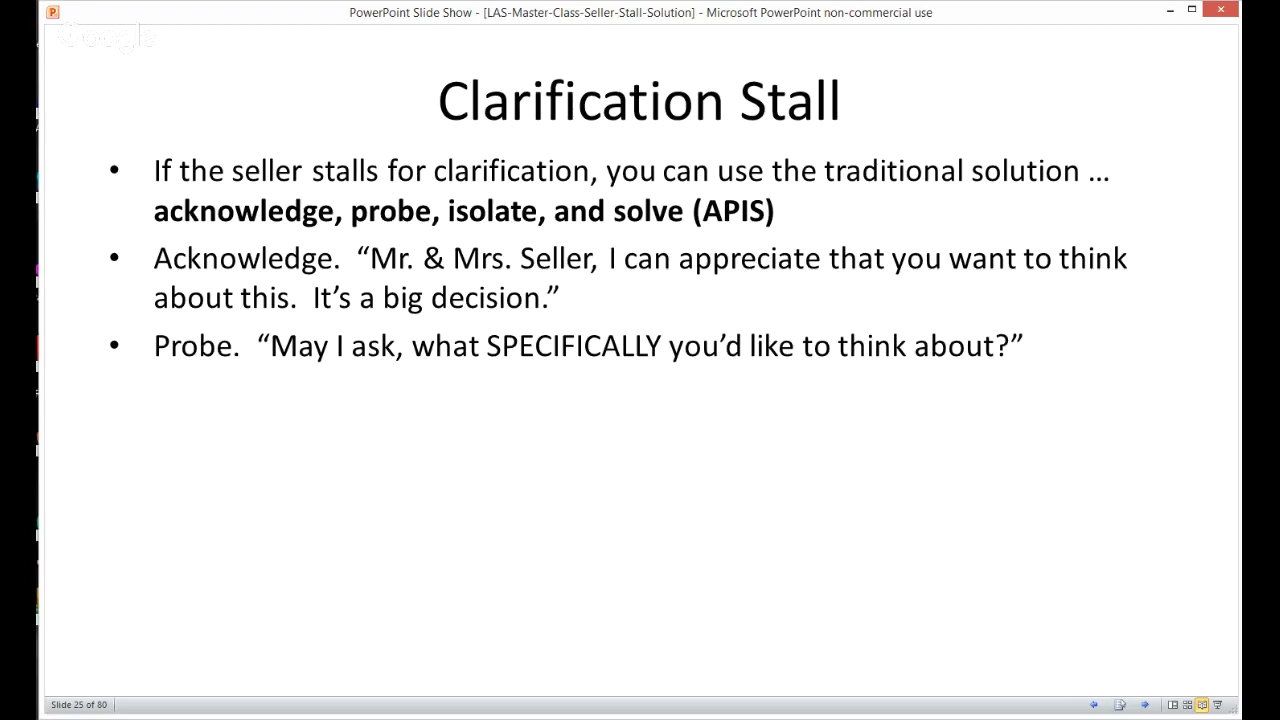 PowerPoint Slide Show - [LAS-Master-Class-Seller-Stall-Solution] - Microsoft PowerPoint non-commercial use
Google
Clarification Stall
• If the seller stalls for clarification, you can use the traditional solution …
acknowledge, probe, isolate, and solve (APIS)
• Acknowledge. “Mr. & Mrs. Seller, I can appreciate that you want to think
about this. It’s a big decision.”
• Probe. “May I ask, what SPECIFICALLY you’d like to think about?”
Slide 25 of 80